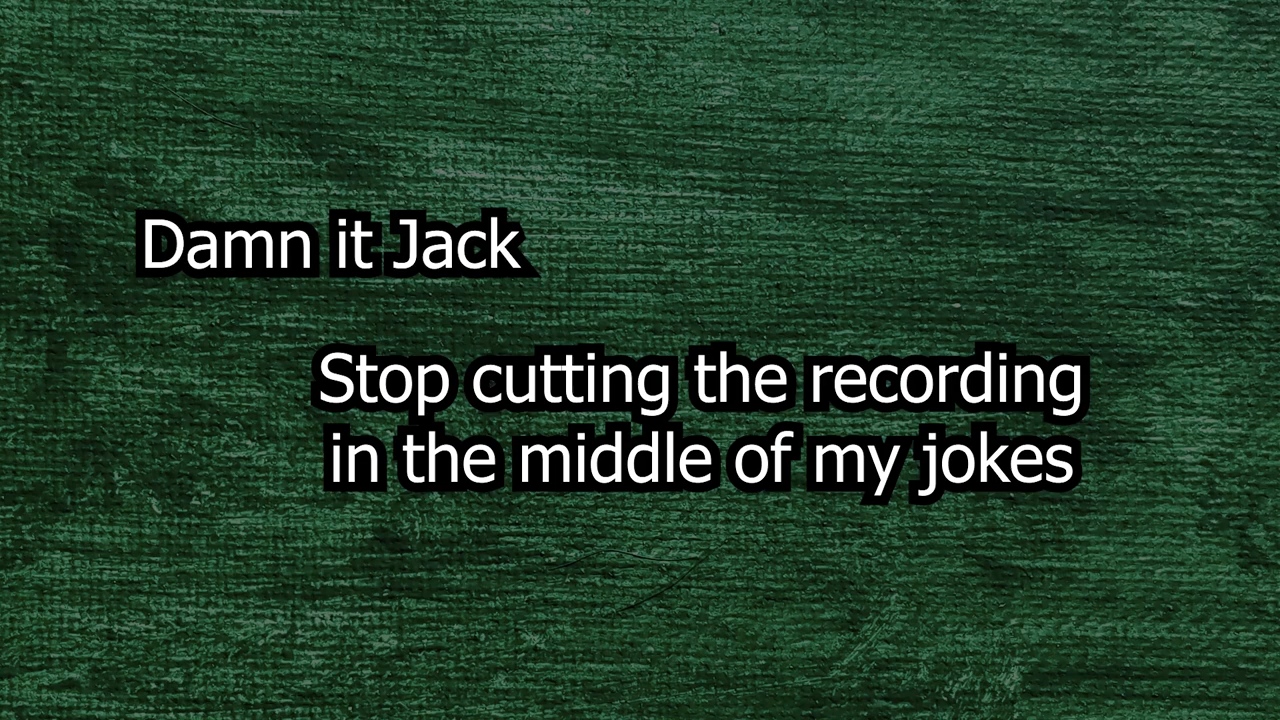 Damn it Jack
Stop cutting the recording
in the middle of my jokes